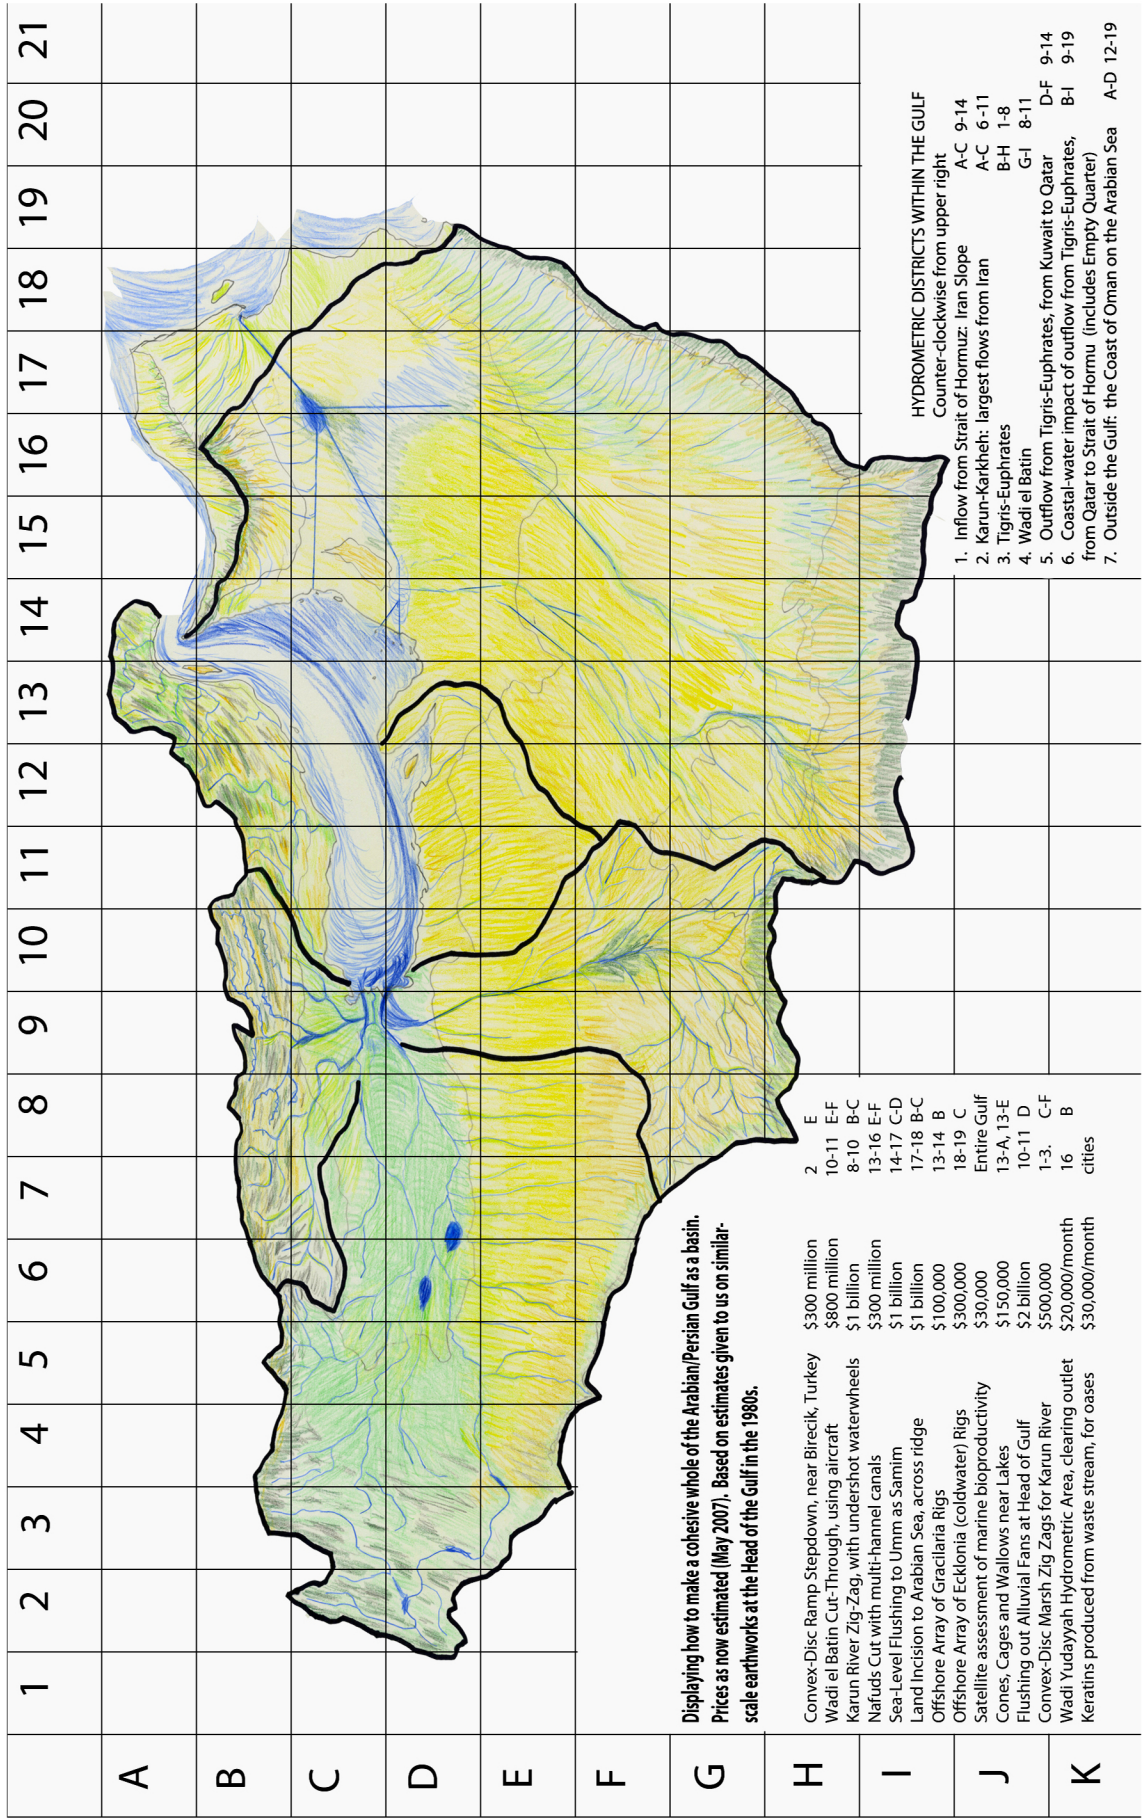 A
B
C
D
E
F
G
H
I
J
K
1
2
3
4
5
6
7
8
9
10
11
12
13
14
15
16
17
18
19
20
21
Displaying how to make a cohesive whole of the Arabian/Persian Gulf as a basin.
Prices as now estimated (May 2007). Based on estimates given to us on similar-
scale earthworks at the Head of the Gulf in the 1980s.
Convex-Disc Ramp Stepdown, near Birecik, Turkey $300 million 2 E
Wadi el Batin Cut-Through, using aircraft $800 million 10-11 E-F
Karun River Zig-Zag, with undershot waterwheels $1 billion 8-10 B-C
Nafuds Cut with multi-hannel canals $300 million 13-16 E-F
Sea-Level Flushing to Umm as Samim $1 billion 14-17 C-D
Land Incision to Arabian Sea, across ridge $1 billion 17-18 B-C
Offshore Array of Gracilaria Rigs $100,000 13-14 B
Offshore Array of Ecklonia (coldwater) Rigs $300,000 18-19 C
Satellite assessment of marine bioproductivity $30,000 Entire Gulf
Cones, Cages and Wallows near Lakes $150,000 13-A, 13-E
Flushing out Alluvial Fans at Head of Gulf $2 billion 10-11 D
Convex-Disc Marsh Zig Zags for Karun River $500,000 1-3. C-F
Wadi Yudayyah Hydrometric Area, clearing outlet $20,000/month 16 B
Keratins produced from waste stream, for oases $30,000/month cities
HYDROMETRIC DISTRICTS WITHIN THE GULF
Counter-clockwise from upper right
1. Inflow from Strait of Hormuz: Iran Slope A-C 9-14
2. Karun-Karkheh: largest flows from Iran A-C 6 -11
3. Tigris-Euphrates B-H 1-8
4. Wadi el Batin G-I 8-11
5. Outflow from Tigris-Euphrates, from Kuwait to Qatar D-F 9-14
6. Coastal-water impact of outflow from Tigris-Euphrates, B-I 9-19
from Qatar to Strait of Hormu (includes Empty Quarter)
7. Outside the Gulf: the Coast of Oman on the Arabian Sea A-D 12-19